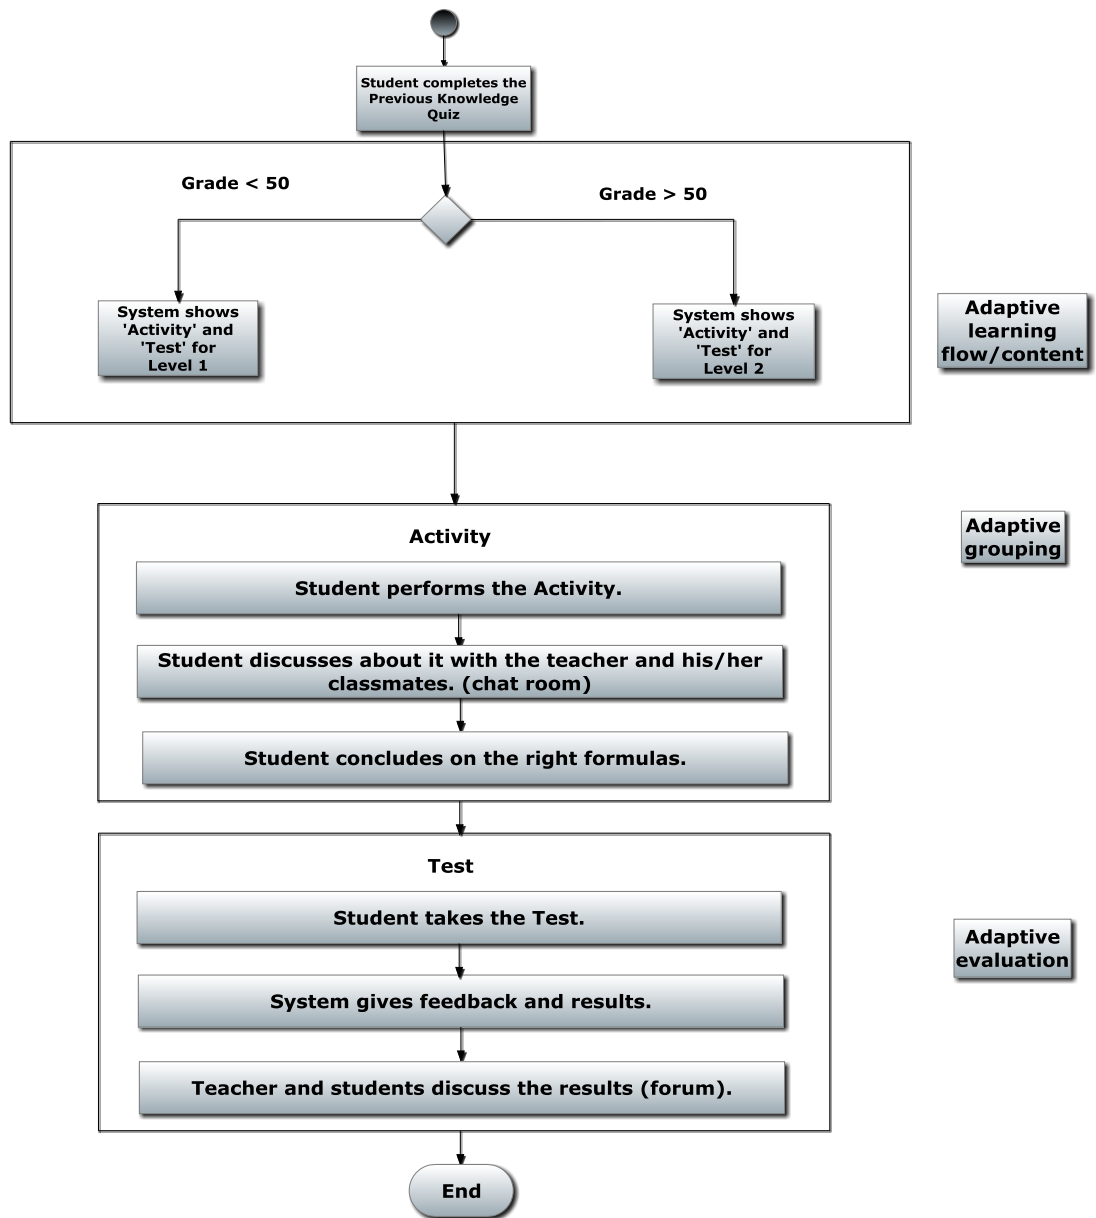 Student completes the
Previous Knowledge
Quiz
Grade < 50
Grade > 50
System shows
'Activity' and
'Test' for
Level 1
System shows
'Activity' and
'Test' for
Level 2
Adaptive
learning
flow/content
Activity
Adaptive
grouping
Student performs the Activity.
Student discusses about it with the teacher and his/her
classmates. (chat room)
Student concludes on the right formulas.
Test
Student takes the Test.
Adaptive
evaluation
System gives feedback and results.
Teacher and students discuss the results (forum).
End